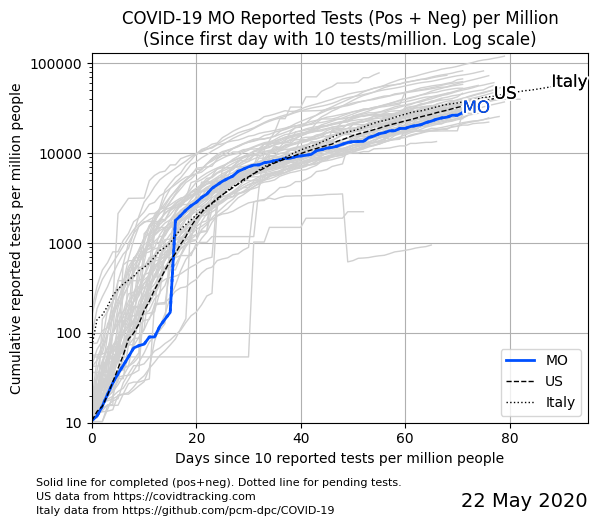 COVID-19 MO Reported Tests (Pos + Neg) per Million
(Since first day with 10 tests/million. Log scale)
Cumulative reported tests per million people
100000
10000
1000
100
10
Italy
US
MO
MO
US
Italy
0
20
40
60
80
Days since 10 reported tests per million people
Solid line for completed (pos+neg). Dotted line for pending tests.
US data from https://covidtracking.com
Italy data from https://github.com/pcm-dpc/COVID-19
22 May 2020